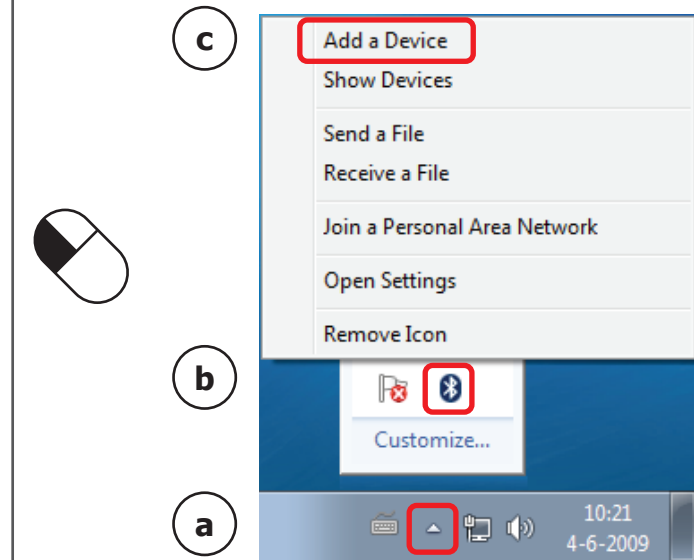 c
Add a Device
Show Devices
Send a File
Receive a File
Join a Personal Area Network
Open Settings
Remove Icon
b
Customize...
a
10:21
4-6-2009